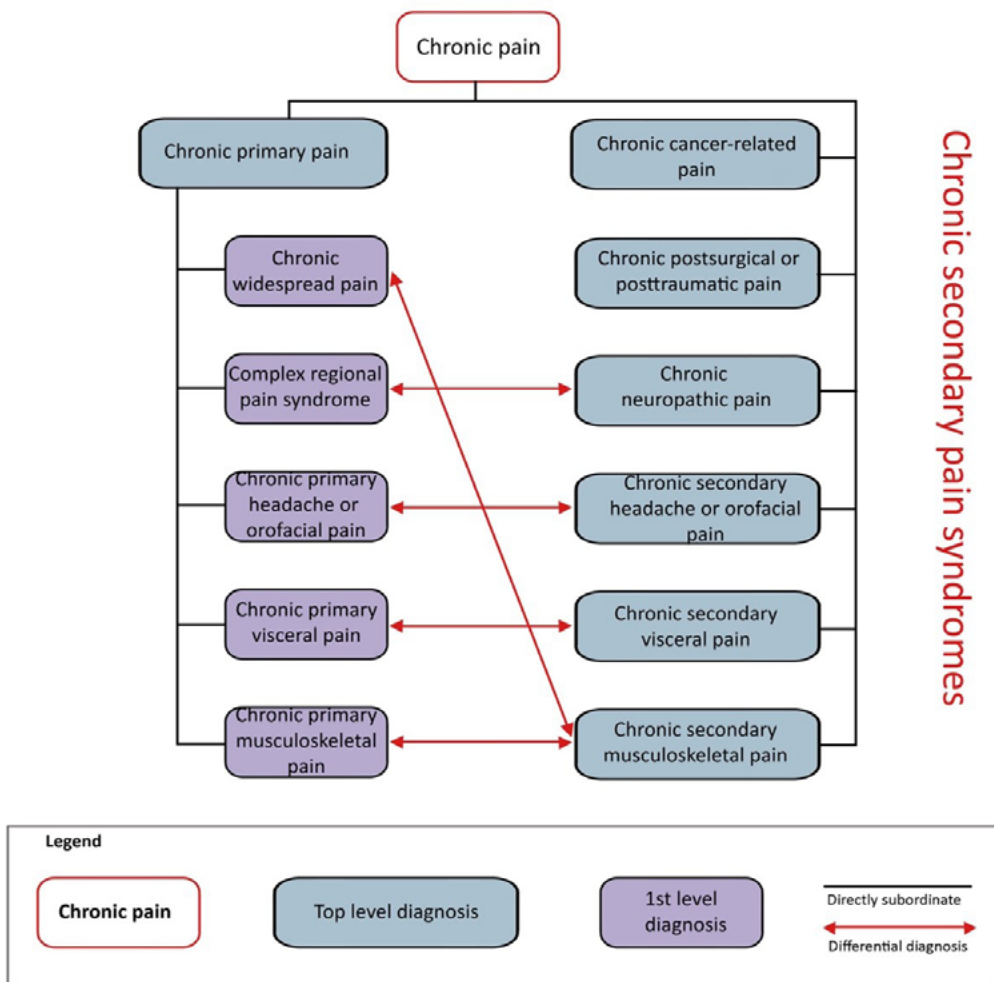 Chronic pain
Chronic primary pain
Chronic
widespread pain
Complex regional
pain syndrome
Chronic primary
headache or
orofacial pain
Chronic primary
visceral pain
Chronic primary
musculoskeletal
pain
Chronic cancer-related
pain
Chronic postsurgical or
posttraumatic pain
Chronic
neuropathic pain
Chronic secondary
headache or orofacial
pain
Chronic secondary
visceral pain
Chronic secondary
musculoskeletal pain
Chronic secondary pain syndromes
Legend
Chronic pain
Top level diagnosis
1st level
diagnosis
Directly subordinate
Differential diagnosis